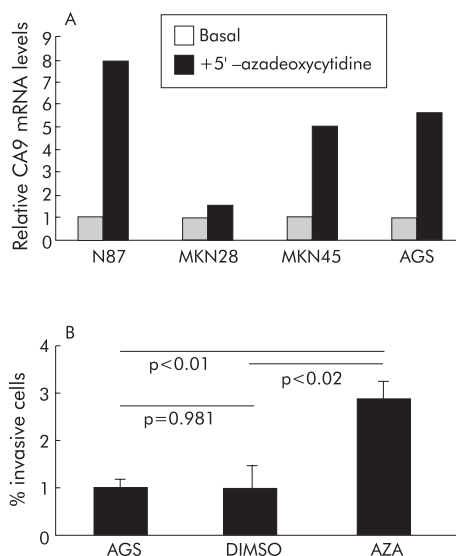 A
Relative CA9 mRNA levels
9
8
7
6
5
4
3
2
1
0
Basal
+5' –azadeoxycytidine
N87 MKN28 MKN45 AGS
B
% invasive cells
4
3
2
1
0
p<0.01
p<0.02
p=0.981
AGS DIMSO AZA